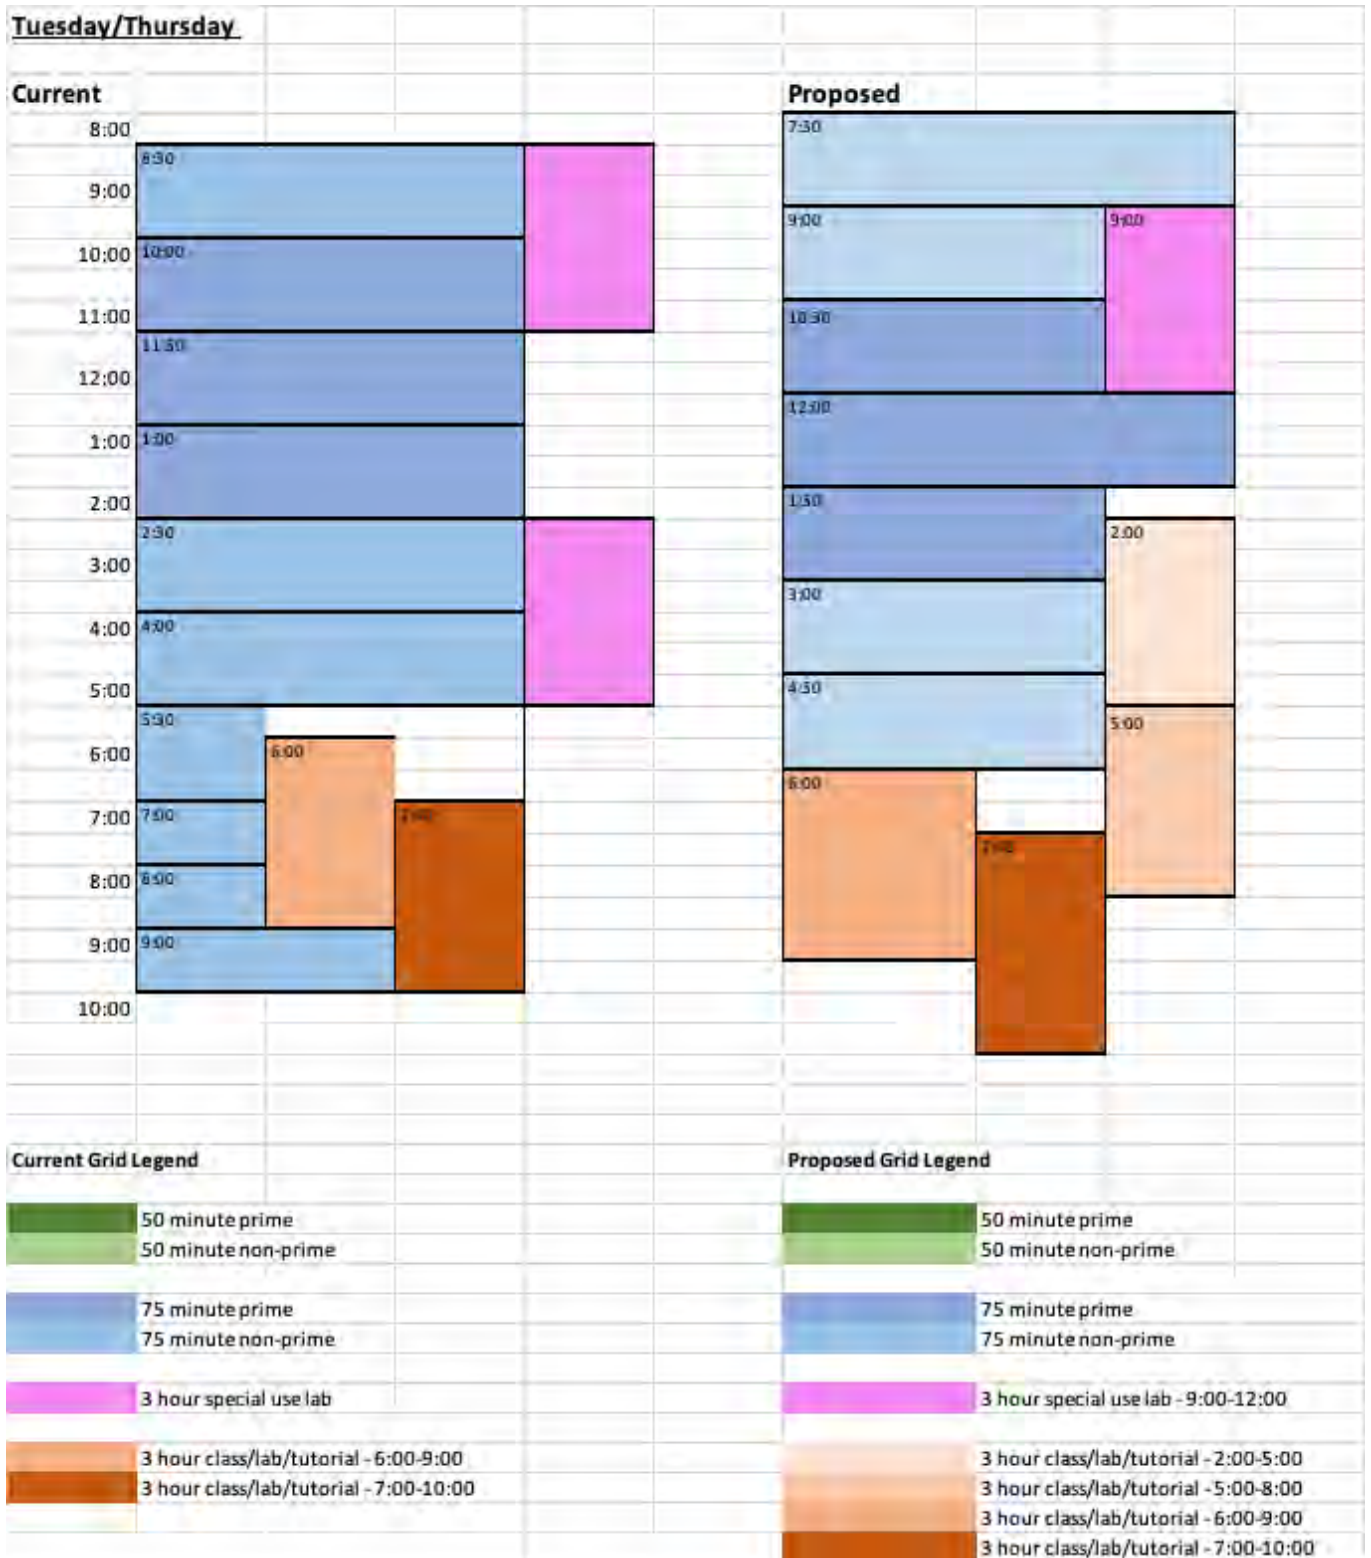 Tuesday/Thursday
Current
Proposed
8:00
7:30
8:30
9:00
9:00
9:00
10:00
10:00
10:30
11:00
11:30
12:00
12:00
1:00
1:00
1:30
2:00
2:30
2:00
3:00
3:00
4:00
4:00
4:30
5:00
5:30
5:00
6:00
6:00
6:00
7:00
7:00
8:00
8:00
9:00
9:00
10:00
Current Grid Legend
Proposed Grid Legend
50 minute prime
50 minute prime
50 minute non-prime
50 minute non-prime
75 minute prime
75 minute prime
75 minute non-prime
75 minute non-prime
3 hour special use lab
3 hour special use lab - 9:00-12:00
3 hour class/lab/tutorial - 6:00-9:00
3 hour class/lab/tutorial - 2:00-5:00
3 hour class/lab/tutorial - 7:00-10:00
3 hour class/lab/tutorial - 5:00-8:00
3 hour class/lab/tutorial - 6:00-9:00
3 hour class/lab/tutorial - 7:00-10:00